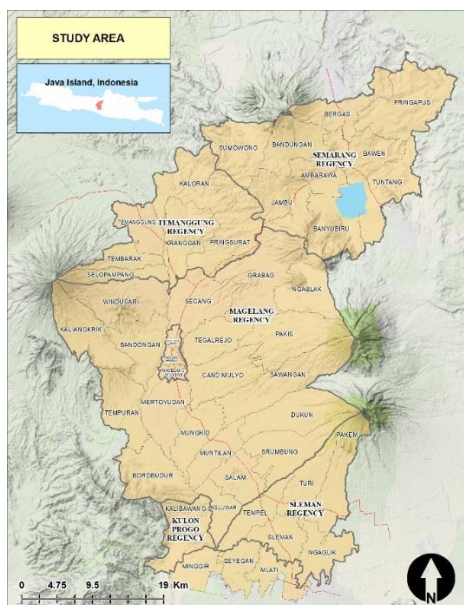 STUDY AREA
Java Island, Indonesia
PRINGAPUS
BERGAS
BANDUNGAN
SUMOWONO
BAWEN
SEMARANG
REGENCY
AMBARAWA
TUNTANG
KALORAN
JAMBU
TEMANGGUNG
TEMANGGUNG
REGENCY
BANYUBIRU
KRANGGAN
PRINGSURAT
TEMBARAK
SELOPAMPANG
GRABAG
NGABLAK
WINDUSARI
SECANG
MAGELANG
REGENCY
KALIANGKRIK
BANDONGAN
TEGALREJO
PAKIS
CANDI MULYO
SAWANGAN
MERTOYUDAN
TEMPURAN
DUKUN
MUNGKID
PAKEM
MUNTILAN
SRUMBUNG
BOROBUDUR
SALAM
TURI
KALIBAWANG
NGLUWAR
TEMPEL
SLEMAN
REGENCY
KULON
PROGO
REGENCY
SLEMAN
NGAGLIK
SEYEGAN
MINGGIR
MLATI
0 4.75 9.5 19 Km
N